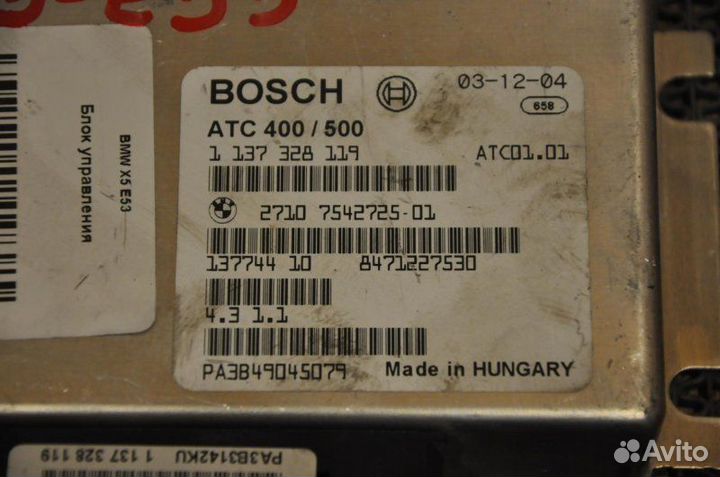 BMW X5 E53
Блок управления
BOSCH 03-12-04
658
ATC 400 / 500
1 137 328 119 ATC01.01
2710 7542725-01
137744 10 8471227530
4.3 1.1
PA3B49045079 Made in HUNGARY
PA3B3142KU 1 137 328 119
Avito